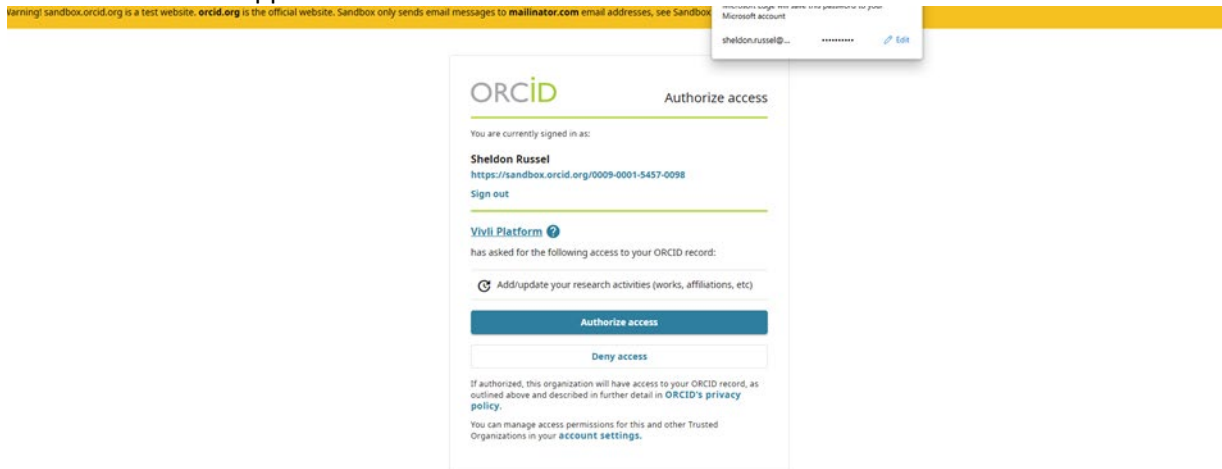 Warning! sandbox.orcid.org is a test website. orcid.org is the official website. Sandbox only sends email messages to mailinator.com email addresses, see Sandbox
Microsoft Edge will save this password to your
Microsoft account
sheldon.russel@... •••••••••• Edit
ORCID
Authorize access
You are currently signed in as:
Sheldon Russel
https://sandbox.orcid.org/0009-0001-5457-0098
Sign out
Vivli Platform ?
has asked for the following access to your ORCID record:
Add/update your research activities (works, affiliations, etc)
Authorize access
Deny access
If authorized, this organization will have access to your ORCID record, as
outlined above and described in further detail in ORCID's privacy
policy.
You can manage access permissions for this and other Trusted
Organizations in your account settings.